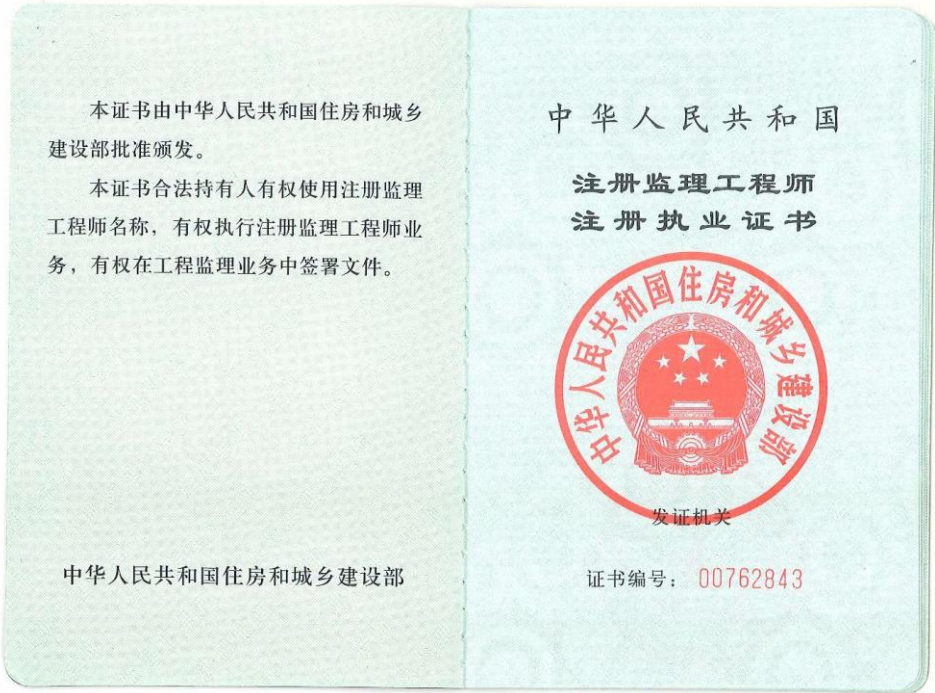 本证书由中华人民共和国住房和城乡
建设部批准颁发。
本证书合法持有人有权使用注册监理
工程师名称，有权执行注册监理工程师业
务，有权在工程监理业务中签署文件。
中华人民共和国住房和城乡建设部
中华人民共和国
注册监理工程师
注册执业证书
中华人民共和国住房和城乡建设部
发证机关
证书编号：00762843